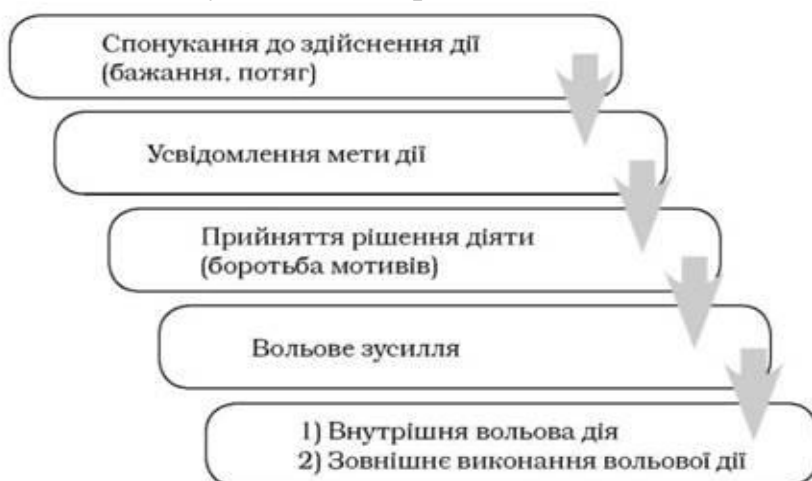 Спонукання до здійснення дії
(бажання, потяг)
Усвідомлення мети дії
Прийняття рішення діяти
(боротьба мотивів)
Вольове зусилля
1) Внутрішня вольова дія
2) Зовнішнє виконання вольової дії